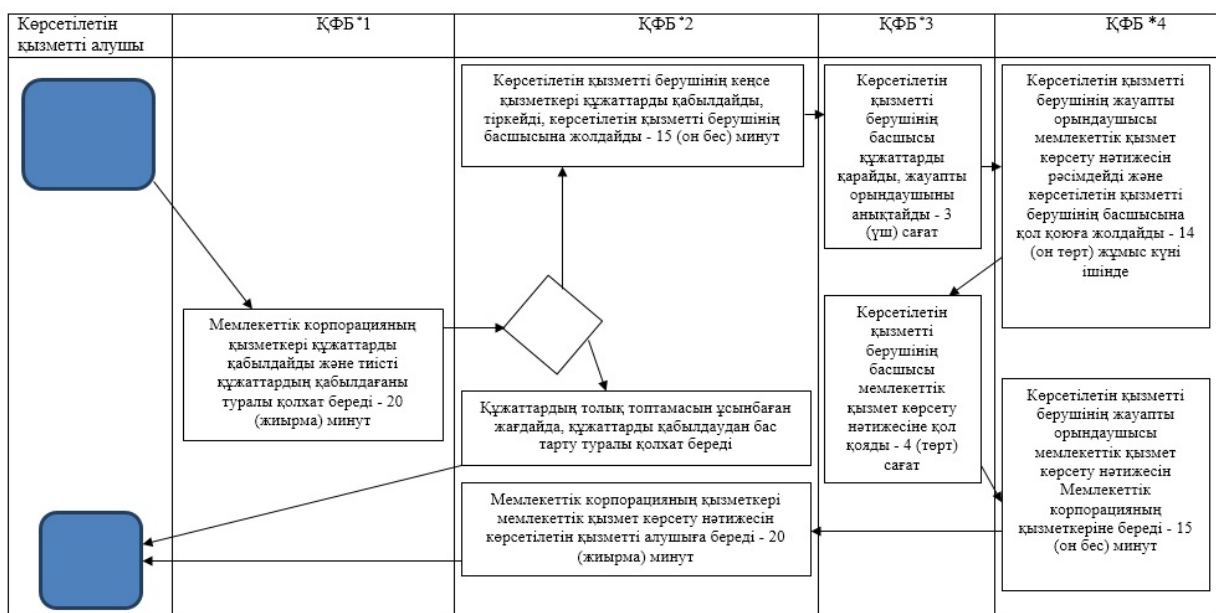 Көрсетілетін
қызметті алушы
ҚФБ *1
ҚФБ *2
ҚФБ *3
ҚФБ *4
Көрсетілетін қызметті берушінің кеңсе
қызметкері құжаттарды қабылдайды,
тіркейді, көрсетілетін қызметті берушінің
басшысына жолдайды - 15 (он бес) минут
Көрсетілетін
қызметті
берушінің
басшысы
құжаттарды
қарайды, жауапты
орындаушыны
анықтайды - 3
(үш) сағат
Көрсетілетін қызметті
берушінің жауапты
орындаушысы
мемлекеттік қызмет
көрсету нәтижесін
рәсімдейді және
көрсетілетін қызметті
берушінің басшысына
қол қоюға жолдайды - 14
(он төрт) жұмыс күні
ішінде
Мемлекеттік корпорацияның
қызметкері құжаттарды
қабылдайды және тиісті
құжаттардың қабылдағаны
туралы қолхат береді - 20
(жиырма) минут
Құжаттардың толық топтамасын ұсынбаған
жағдайда, құжаттарды қабылдаудан бас
тарту туралы қолхат береді
Көрсетілетін
қызметті
берушінің
басшысы
мемлекеттік
қызмет көрсету
нәтижесіне қол
қояды - 4 (төрт)
сағат
Көрсетілетін қызметті
берушінің жауапты
орындаушысы
мемлекеттік қызмет
көрсету нәтижесін
Мемлекеттік
корпорацияның
қызметкеріне береді - 15
(он бес) минут
Мемлекеттік корпорацияның қызметкері
мемлекеттік қызмет көрсету нәтижесін
көрсетілетін қызметті алушыға береді - 20
(жиырма) минут